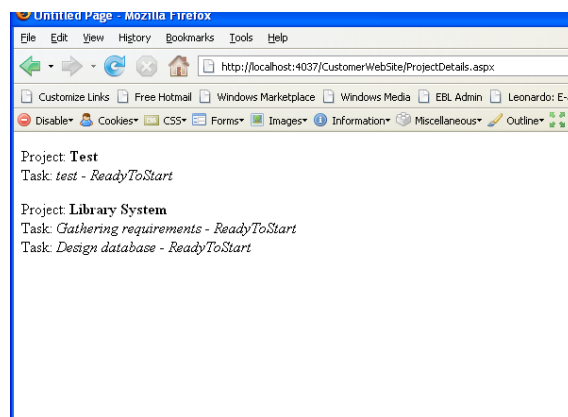 Untitled Page - Mozilla Firefox
File Edit View History Bookmarks Tools Help
http://localhost:4037/CustomerWebSite/ProjectDetails.aspx
Customize Links Free Hotmail Windows Marketplace Windows Media EBL Admin Leonardo: E-
Disable Cookies CSS Forms Images Information Miscellaneous Outline
Project: Test
Task: test - ReadyToStart
Project: Library System
Task: Gathering requirements - ReadyToStart
Task: Design database - ReadyToStart